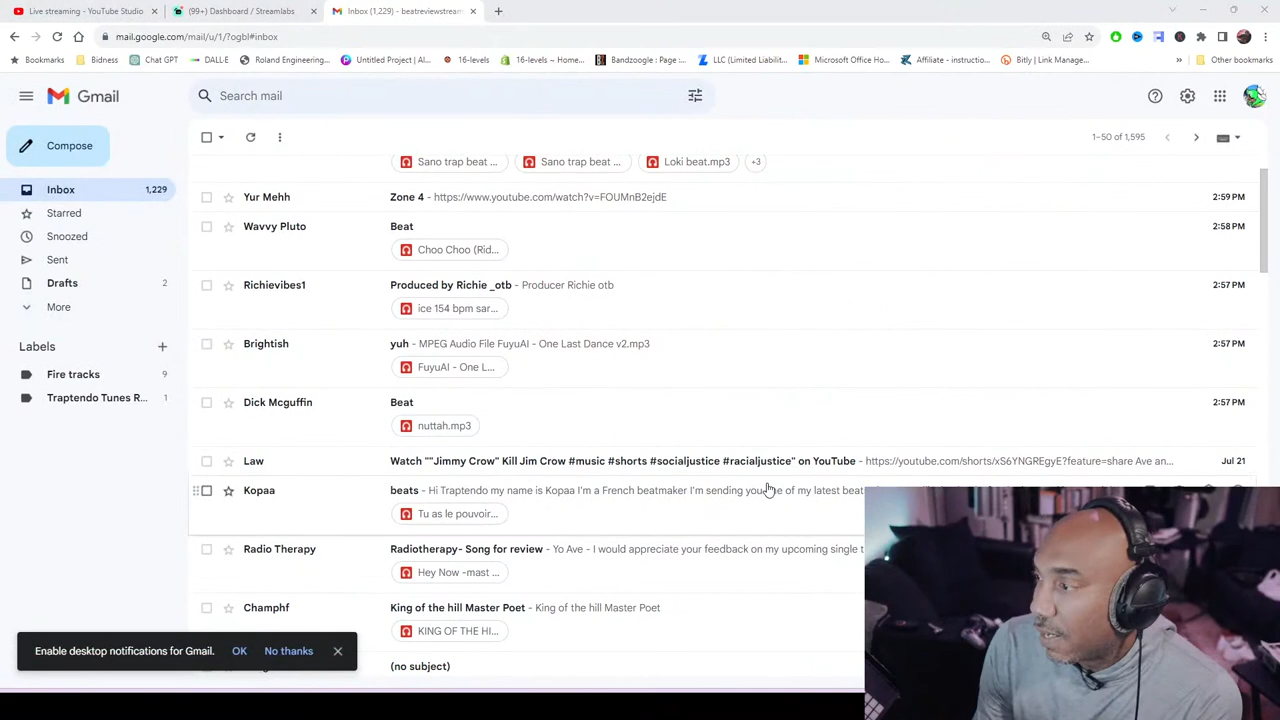 Live streaming - YouTube Studio
(99+) Dashboard / Streamlabs
Inbox (1,229) - beatreviewstream
mail.google.com/mail/u/1/?ogbl#inbox
Bookmarks Bidness Chat GPT DALL·E Roland Engineering... Untitled Project | Al... 16-levels 16-levels ~ Home... Bandzoogle : Page :... LLC (Limited Liabilit... Microsoft Office Ho... Affiliate - instructio... Bitly | Link Manage... » Other bookmarks
Gmail
Search mail
Compose
1–50 of 1,595
Inbox 1,229
Starred
Snoozed
Sent
Drafts 2
More
Labels
Fire tracks 9
Traptendo Tunes R... 1
Sano trap beat ... Sano trap beat ... Loki beat.mp3 +3
Yur Mehh Zone 4 - https://www.youtube.com/watch?v=FOUMnB2ejdE 2:59 PM
Wavvy Pluto Beat 2:58 PM
Choo Choo (Rid...
Richievibes1 Produced by Richie _otb - Producer Richie otb 2:57 PM
ice 154 bpm sar...
Brightish yuh - MPEG Audio File FuyuAI - One Last Dance v2.mp3 2:57 PM
FuyuAI - One L...
Dick Mcguffin Beat 2:57 PM
nuttah.mp3
Law Watch ""Jimmy Crow" Kill Jim Crow #music #shorts #socialjustice #racialjustice" on YouTube - https://youtube.com/shorts/xS6YNGREgyE?feature=share Ave an... Jul 21
Kopaa beats - Hi Traptendo my name is Kopaa I'm a French beatmaker I'm sending you of my latest beat
Tu as le pouvoir...
Radio Therapy Radiotherapy- Song for review - Yo Ave - I would appreciate your feedback on my upcoming single t
Hey Now -mast ...
Champhf King of the hill Master Poet - King of the hill Master Poet
KING OF THE HI...
(no subject)
Enable desktop notifications for Gmail. OK No thanks